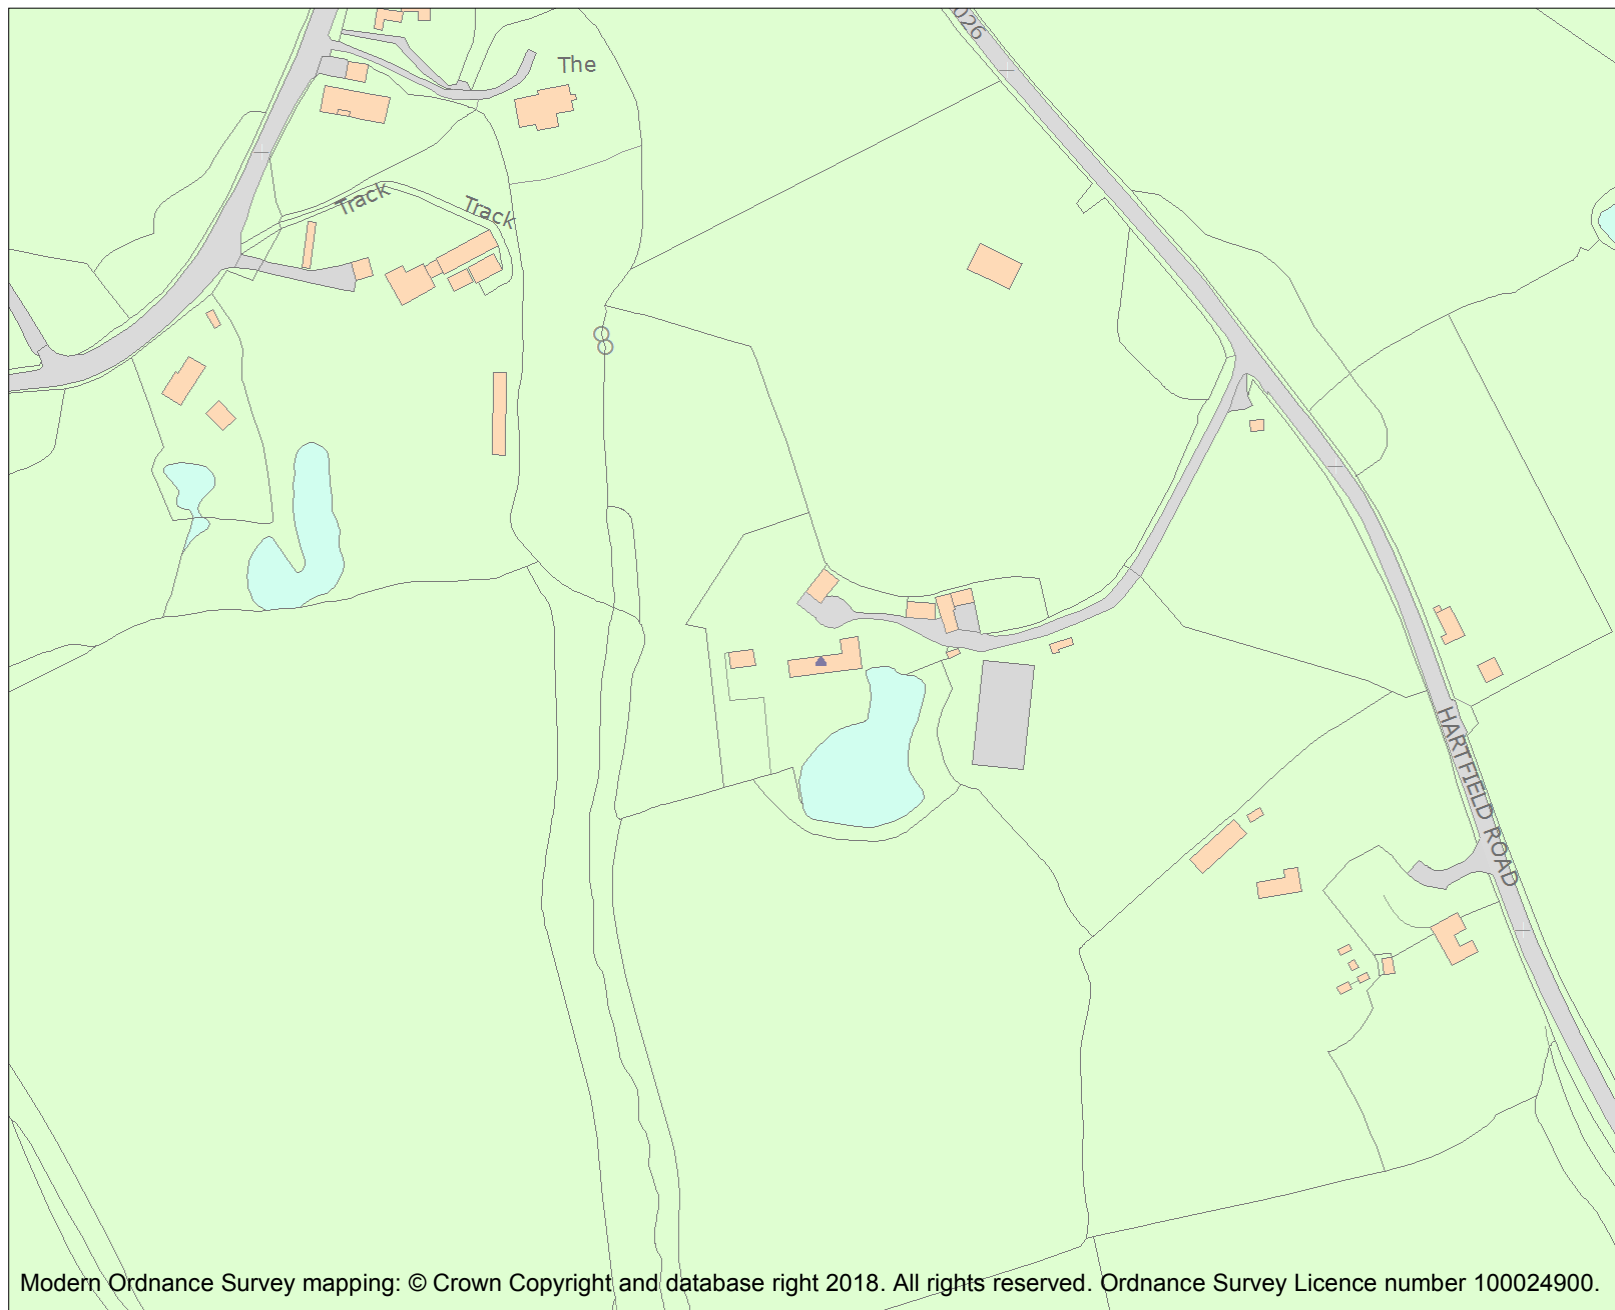 026
The
Track
Track
HARTFIELD ROAD
Modern Ordnance Survey mapping: © Crown Copyright and database right 2018. All rights reserved. Ordnance Survey Licence number 100024900.